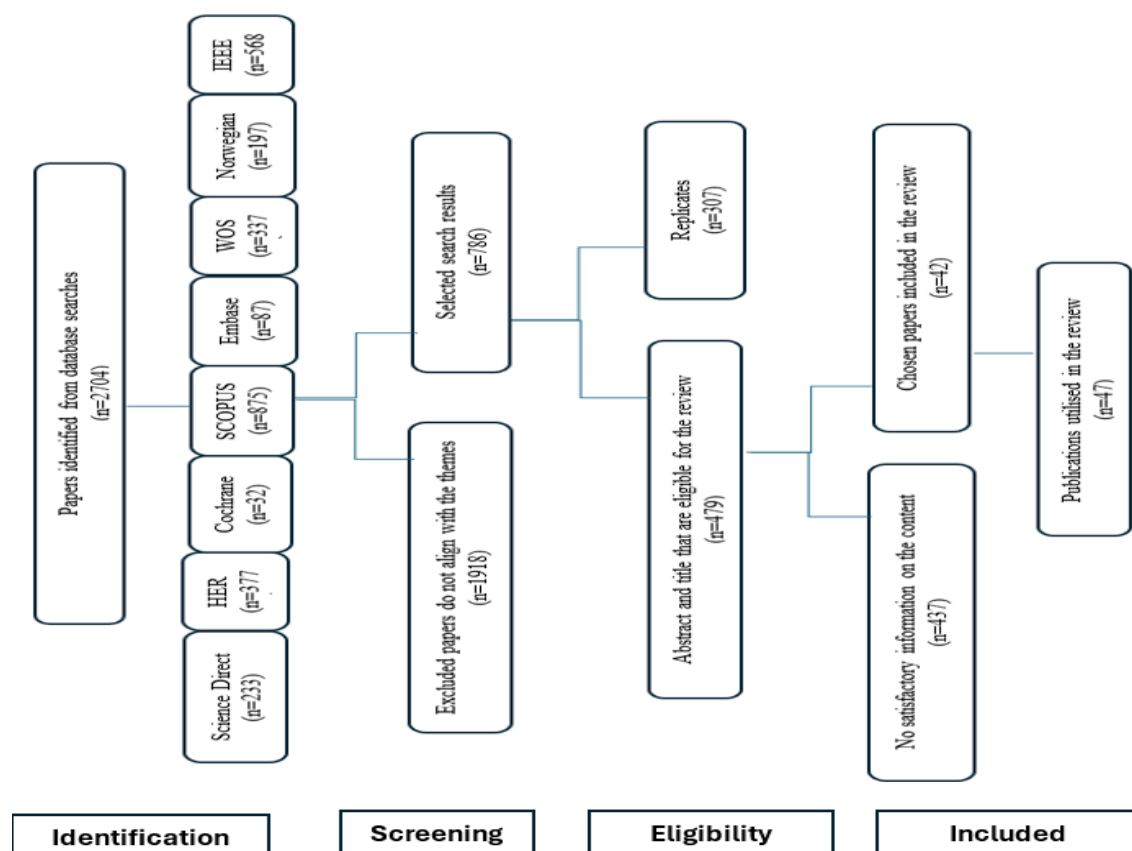 Papers identified from database searches
(n=2704)
Science Direct
(n=233)
HER
(n=377
Cochrane
(n=32)
SCOPUS
(n=875)
Embase
(n=87)
WOS
(n=337
Norwegian
(n=197)
IEEE
(n=568
Excluded papers do not align with the themes
(n=1918)
Selected search results
(n=786)
Abstract and title that are eligible for the review
(n=479)
Replicates
(n=307)
No satisfactory information on the content
(n=437)
Chosen papers included in the review
(n=42)
Publications utilised in the review
(n=47)
Identification
Screening
Eligibility
Included